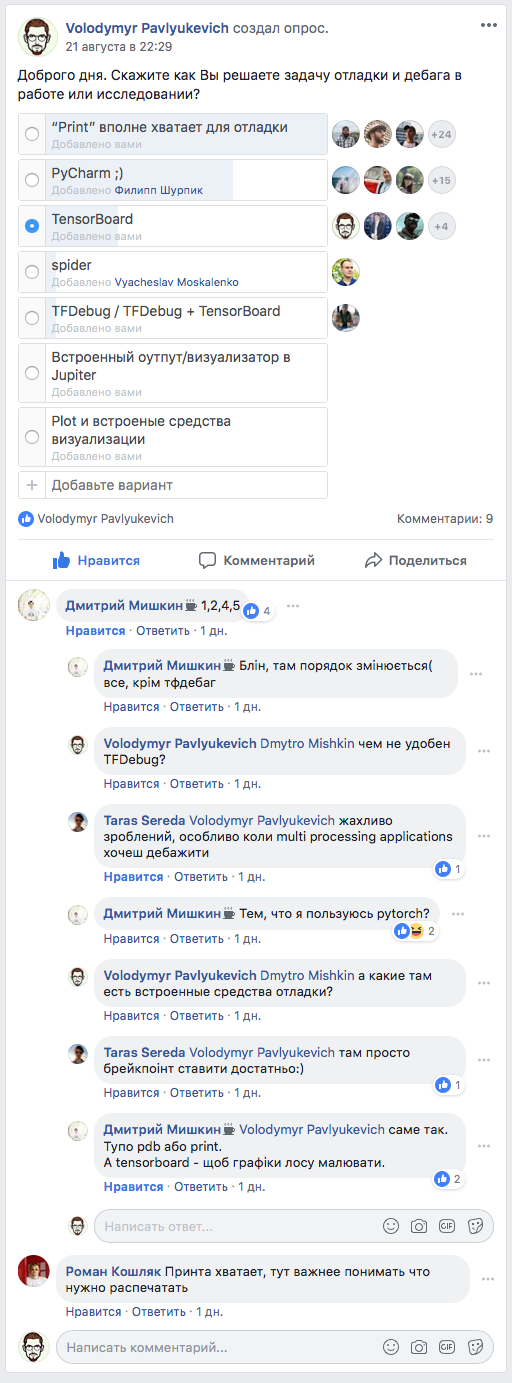 Volodymyr Pavlyukevich создал опрос.
21 августа в 22:29
Доброго дня. Скажите как Вы решаете задачу отладки и дебага в
работе или исследовании?
“Print” вполне хватает для отладки
Добавлено вами
+24
PyCharm ;)
Добавлено Филипп Шурпик
+15
TensorBoard
Добавлено вами
+4
spider
Добавлено Vyacheslav Moskalenko
TFDebug / TFDebug + TensorBoard
Добавлено вами
Встроенный оутпут/визуализатор в
Jupiter
Добавлено вами
Plot и встроеные средства
визуализации
Добавлено вами
+ Добавьте вариант
Volodymyr Pavlyukevich
Комментарии: 9
Нравится
Комментарий
Поделиться
Дмитрий Мишкин 1,2,4,5
4
Нравится · Ответить · 1 дн.
Дмитрий Мишкин Блін, там порядок змінюється(
все, крім тфдебаг
Нравится · Ответить · 1 дн.
Volodymyr Pavlyukevich Dmytro Mishkin чем не удобен
TFDebug?
Нравится · Ответить · 1 дн.
Taras Sereda Volodymyr Pavlyukevich жахливо
зроблений, особливо коли multi processing applications
хочеш дебажити
1
Нравится · Ответить · 1 дн.
Дмитрий Мишкин Тем, что я пользуюсь pytorch?
2
Нравится · Ответить · 1 дн.
Volodymyr Pavlyukevich Dmytro Mishkin а какие там
есть встроенные средства отладки?
Нравится · Ответить · 1 дн.
Taras Sereda Volodymyr Pavlyukevich там просто
брейкпоінт ставити достатньо:)
1
Нравится · Ответить · 1 дн.
Дмитрий Мишкин Volodymyr Pavlyukevich саме так.
Тупо pdb або print.
А tensorboard - щоб графіки лосу малювати.
2
Нравится · Ответить · 1 дн.
Написать ответ...
GIF
Роман Кошляк Принта хватает, тут важнее понимать что
нужно распечатать
Нравится · Ответить · 1 дн.
Написать комментарий...
GIF